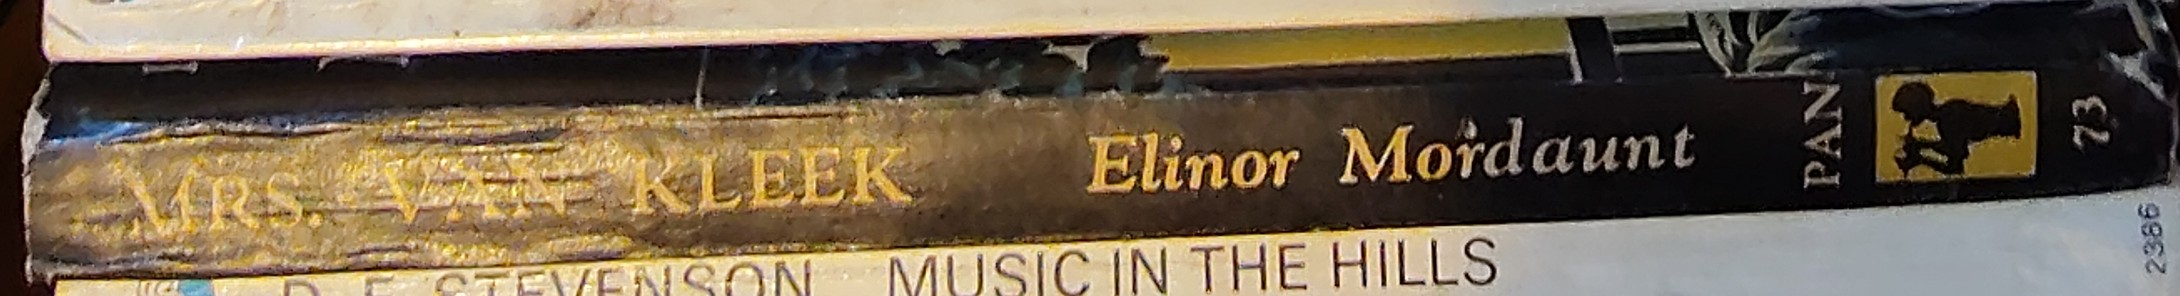 MRS. VAN KLEEK Elinor Mordaunt PAN 73
D. E. STEVENSON MUSIC IN THE HILLS 2386